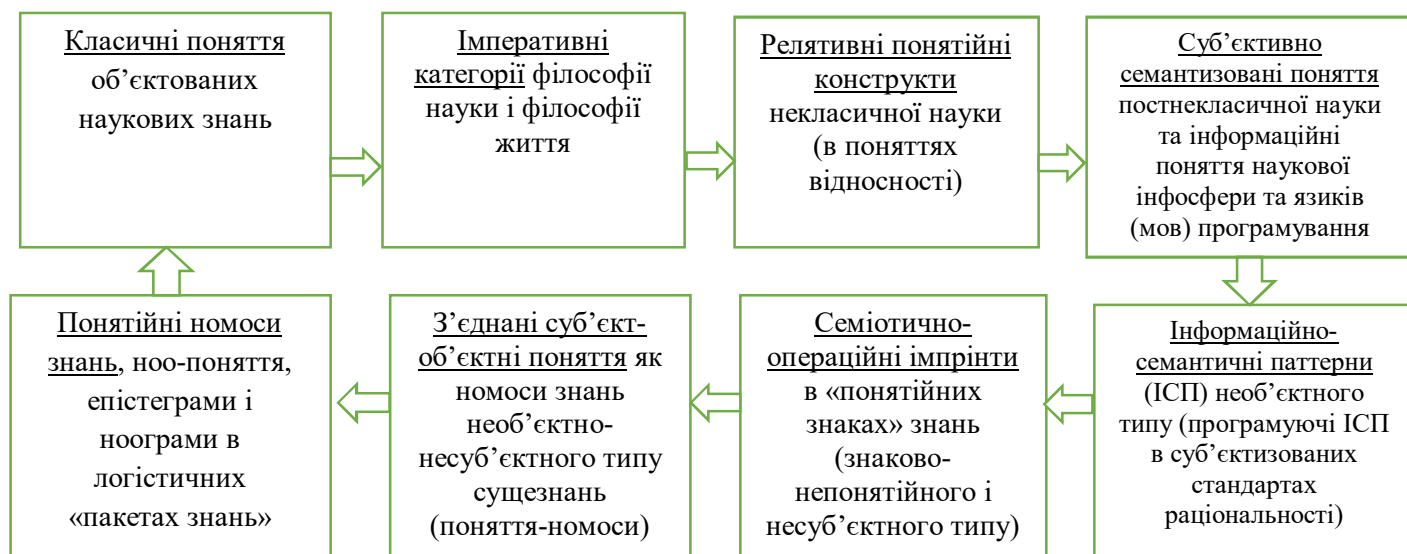 Класичні поняття
об’єктованих
наукових знань
Імперативні
категорії філософії
науки і філософії
життя
Релятивні понятійні
конструкти
некласичної науки
(в поняттях
відносності)
Суб’єктивно
семантизовані поняття
постнекласичної науки
та інформаційні
поняття наукової
інфосфери та язиків
(мов) програмування
Інформаційно-
семантичні паттерни
(ІСП) необ’єктного
типу (програмуючі ІСП
в суб’єктизованих
стандартах
раціональності)
Семіотично-
операційні імпрінти
в «понятійних
знаках» знань
(знаково-
непонятійного і
несуб’єктного типу)
З’єднані суб’єкт-
об’єктні поняття як
номоси знань
необ’єктно-
несуб’єктного типу
сущезнань
(поняття-номоси)
Понятійні номоси
знань, ноо-поняття,
епістеграми і
ноограми в
логістичних
«пакетах знань»